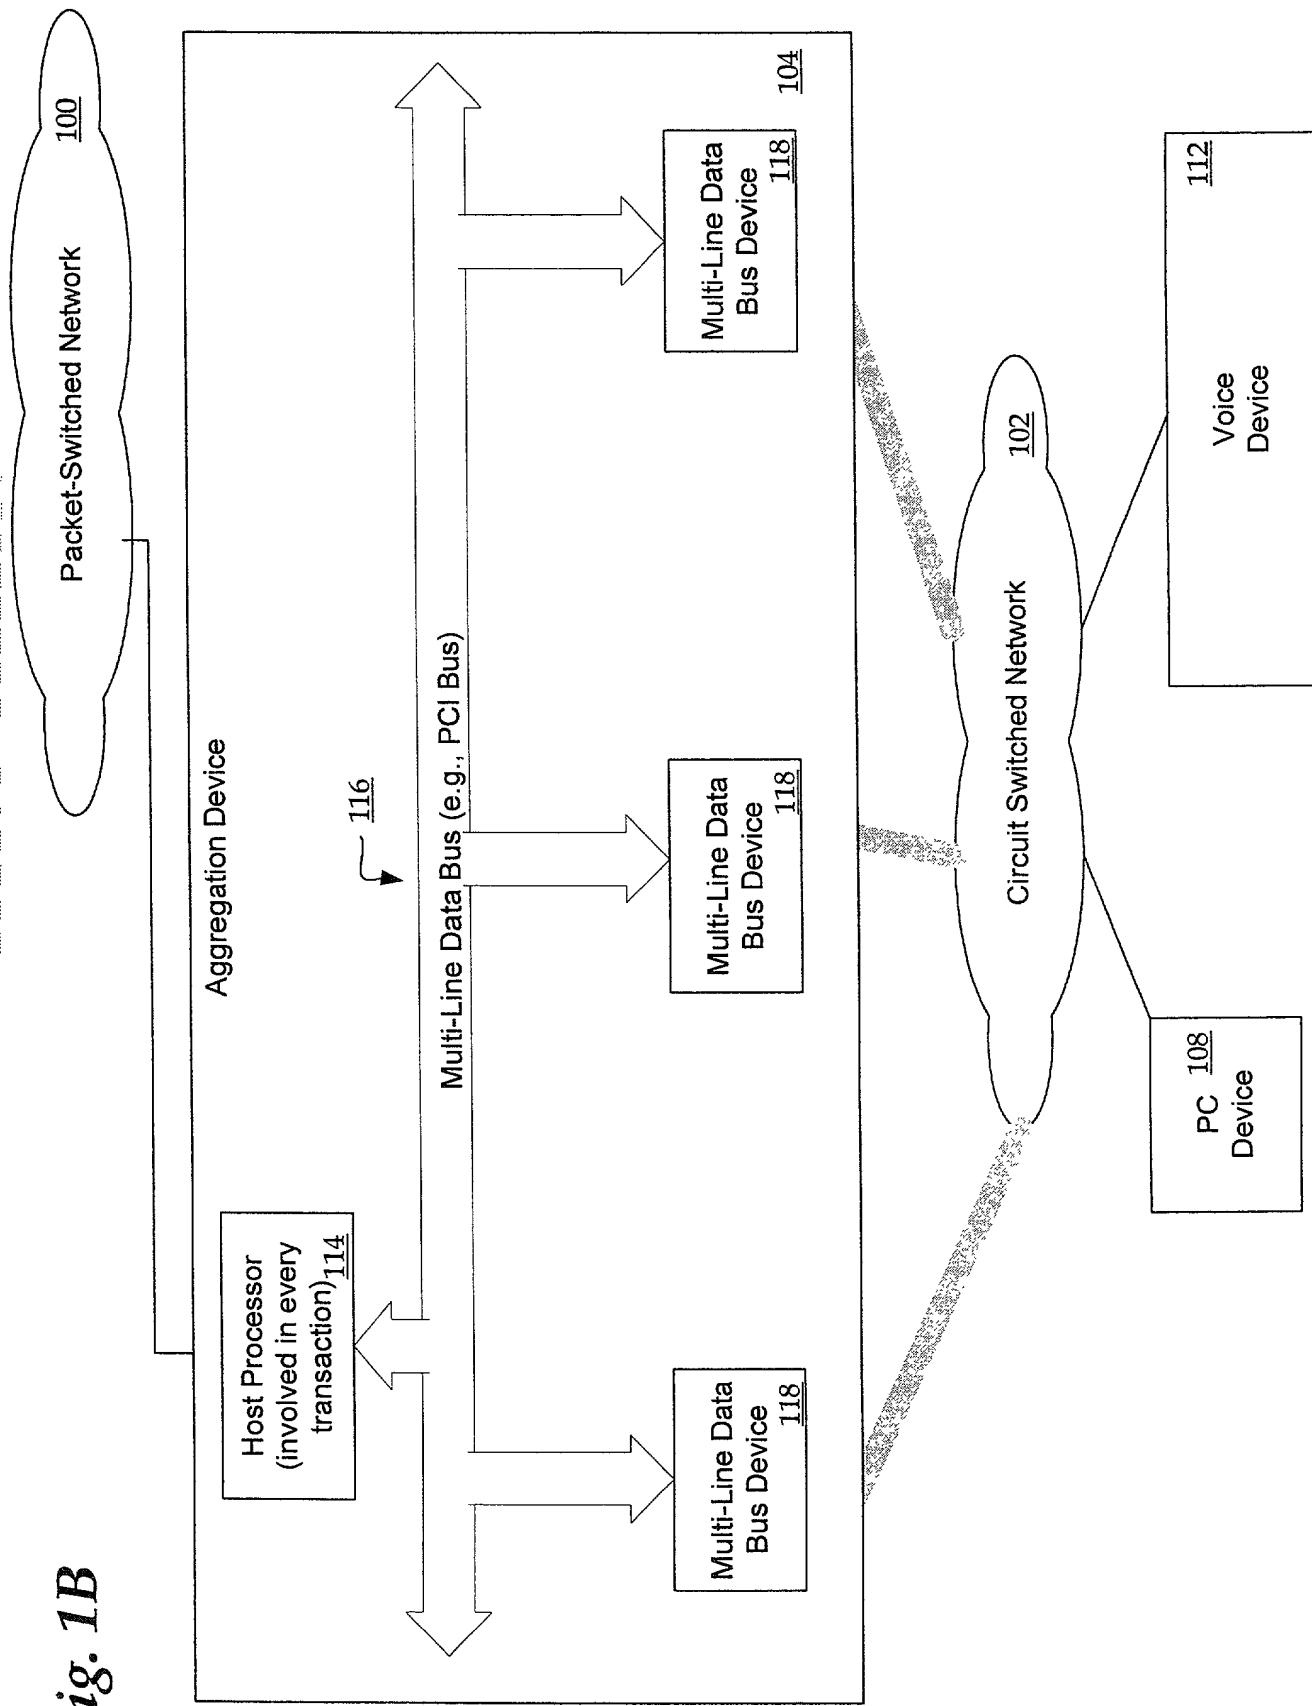 ig. 1B
Packet-Switched Network
100
Aggregation Device
104
Host Processor
(involved in every
transaction)
114
116
Multi-Line Data Bus (e.g., PCI Bus)
Multi-Line Data
Bus Device
118
Multi-Line Data
Bus Device
118
Multi-Line Data
Bus Device
118
Circuit Switched Network
102
PC
108
Device
112
Voice
Device